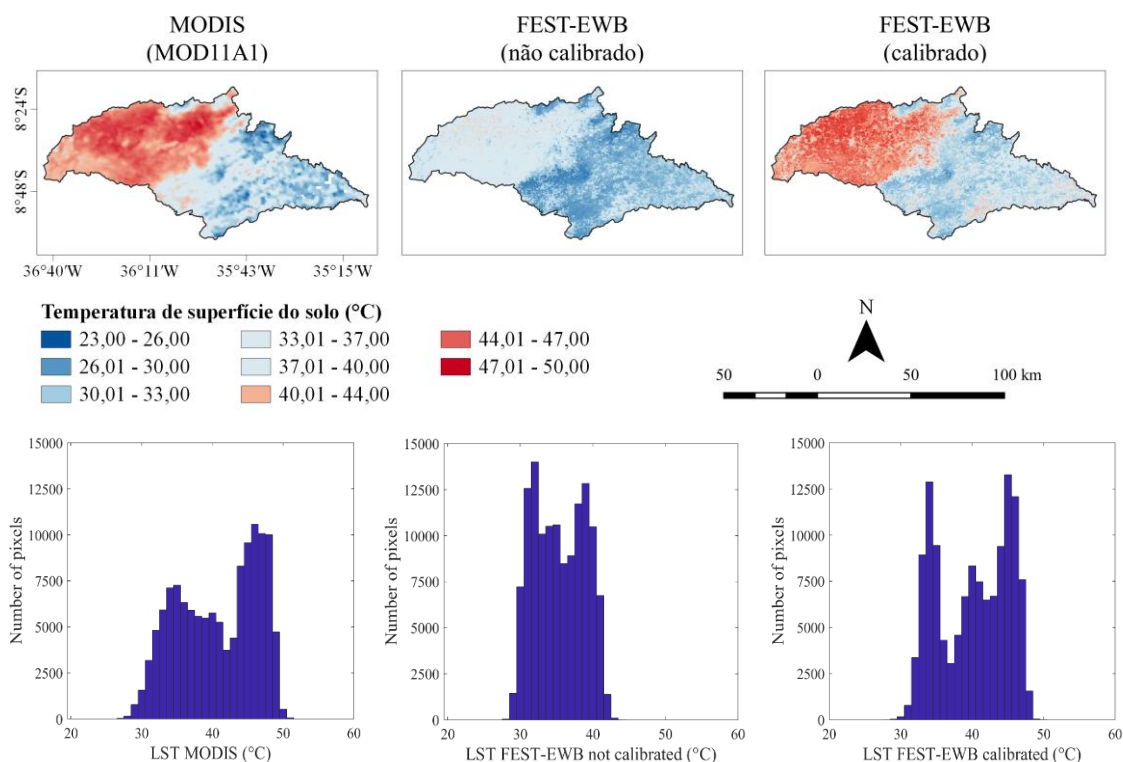 MODIS
(MOD11A1)
FEST-EWB
(não calibrado)
FEST-EWB
(calibrado)
8°24'S
8°48'S
36°40'W 36°11'W 35°43'W 35°15'W
Temperatura de superfície do solo (°C)
23,00 - 26,00
26,01 - 30,00
30,01 - 33,00
33,01 - 37,00
37,01 - 40,00
40,01 - 44,00
44,01 - 47,00
47,01 - 50,00
N
50 0 50 100 km
15000
12500
10000
7500
5000
2500
0
Number of pixels
20 30 40 50 60
LST MODIS (°C)
15000
12500
10000
7500
5000
2500
0
Number of pixels
20 30 40 50 60
LST FEST-EWB not calibrated (°C)
15000
12500
10000
7500
5000
2500
0
Number of pixels
20 30 40 50 60
LST FEST-EWB calibrated (°C)